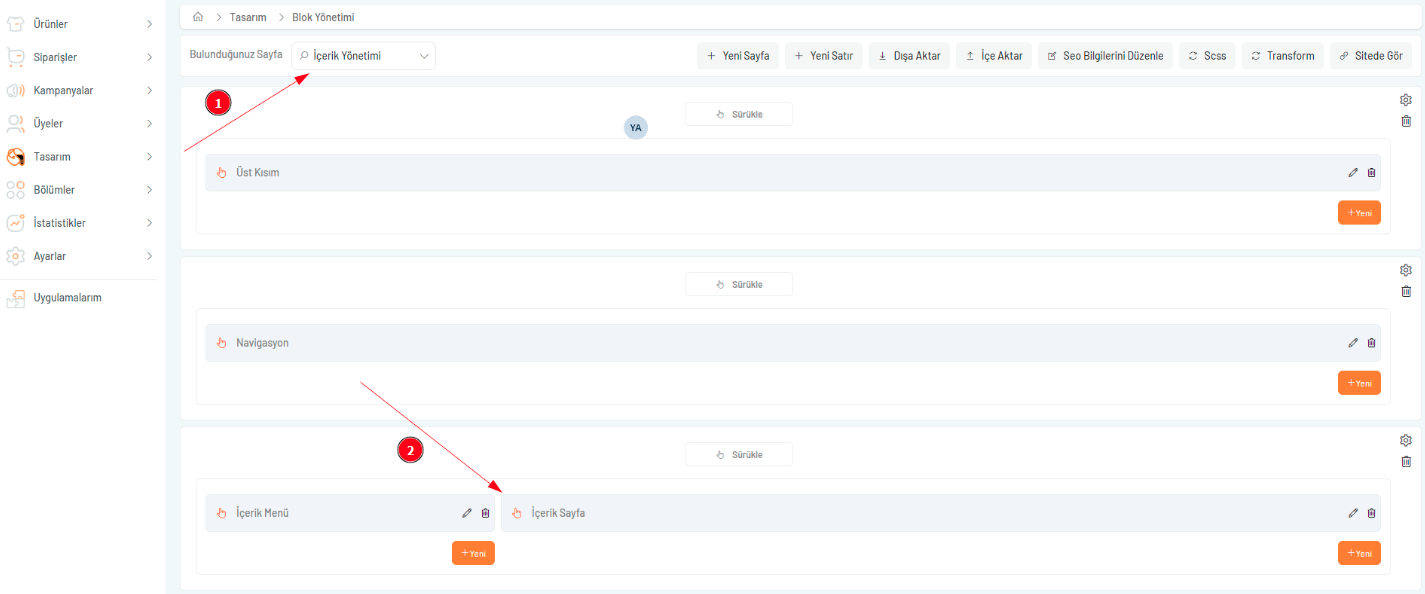 Ürünler
Siparişler
Kampanyalar
Üyeler
Tasarım
Bölümler
İstatistikler
Ayarlar
Uygulamalarım
Tasarım > Blok Yönetimi
Bulunduğunuz Sayfa İçerik Yönetimi
+ Yeni Sayfa + Yeni Satır Dışa Aktar İçe Aktar Seo Bilgilerini Düzenle Scss Transform Sitede Gör
1
Sürükle
YA
Üst Kısım
+Yeni
Sürükle
Navigasyon
+Yeni
2
Sürükle
İçerik Menü İçerik Sayfa
+Yeni +Yeni